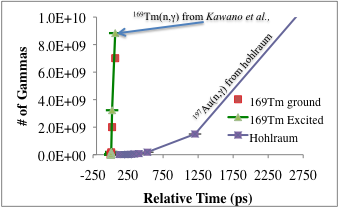 ¹⁶⁹Tm(n,γ) from Kawano et al.,
1.0E+10
8.0E+09
6.0E+09
4.0E+09
2.0E+09
0.0E+00
# of Gammas
¹⁹⁷Au(n,γ) from hohlraum
169Tm ground
169Tm Excited
Hohlraum
-250 250 750 1250 1750 2250 2750
Relative Time (ps)